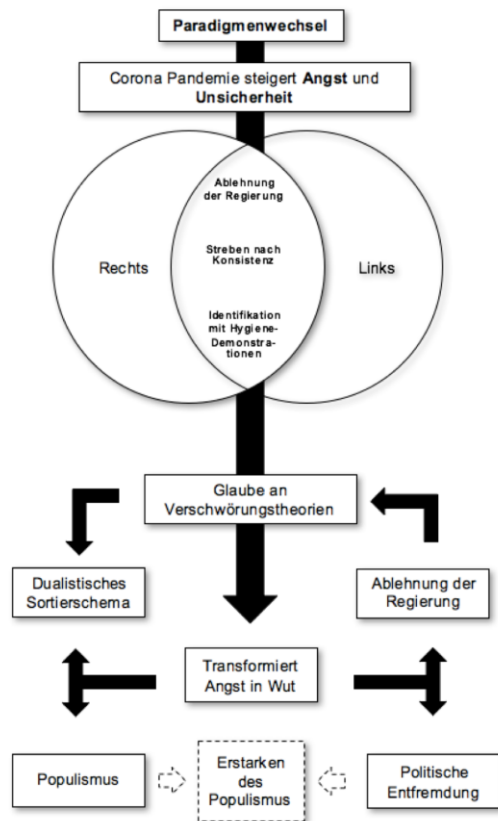 Paradigmenwechsel
Corona Pandemie steigert Angst und
Unsicherheit
Ablehnung
der Regierung
Rechts
Streben nach
Konsistenz
Links
Identifikation
mit Hygiene-
Demonstra-
tionen
Glaube an
Verschwörungstheorien
Dualistisches
Sortierschema
Ablehnung der
Regierung
Transformiert
Angst in Wut
Populismus
Erstarken
des
Populismus
Politische
Entfremdung